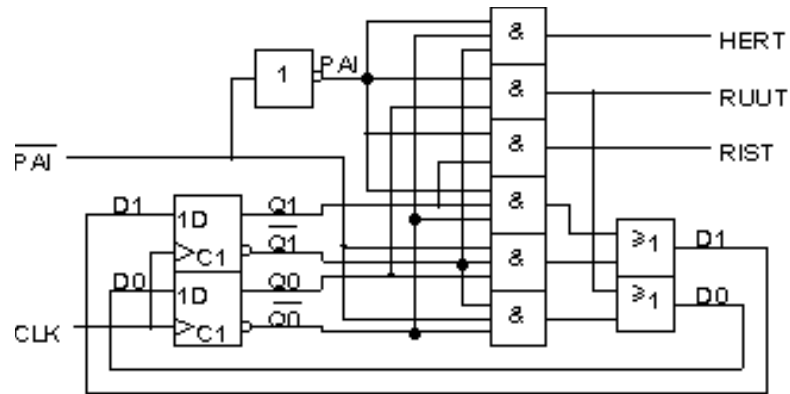 & HERT
1 PAI
& RUUT
& RIST
PAI
D1 1D Q1 & ≥1 D1
C1 Q1
D0 1D Q0 & ≥1 D0
CLK C1 Q0 &